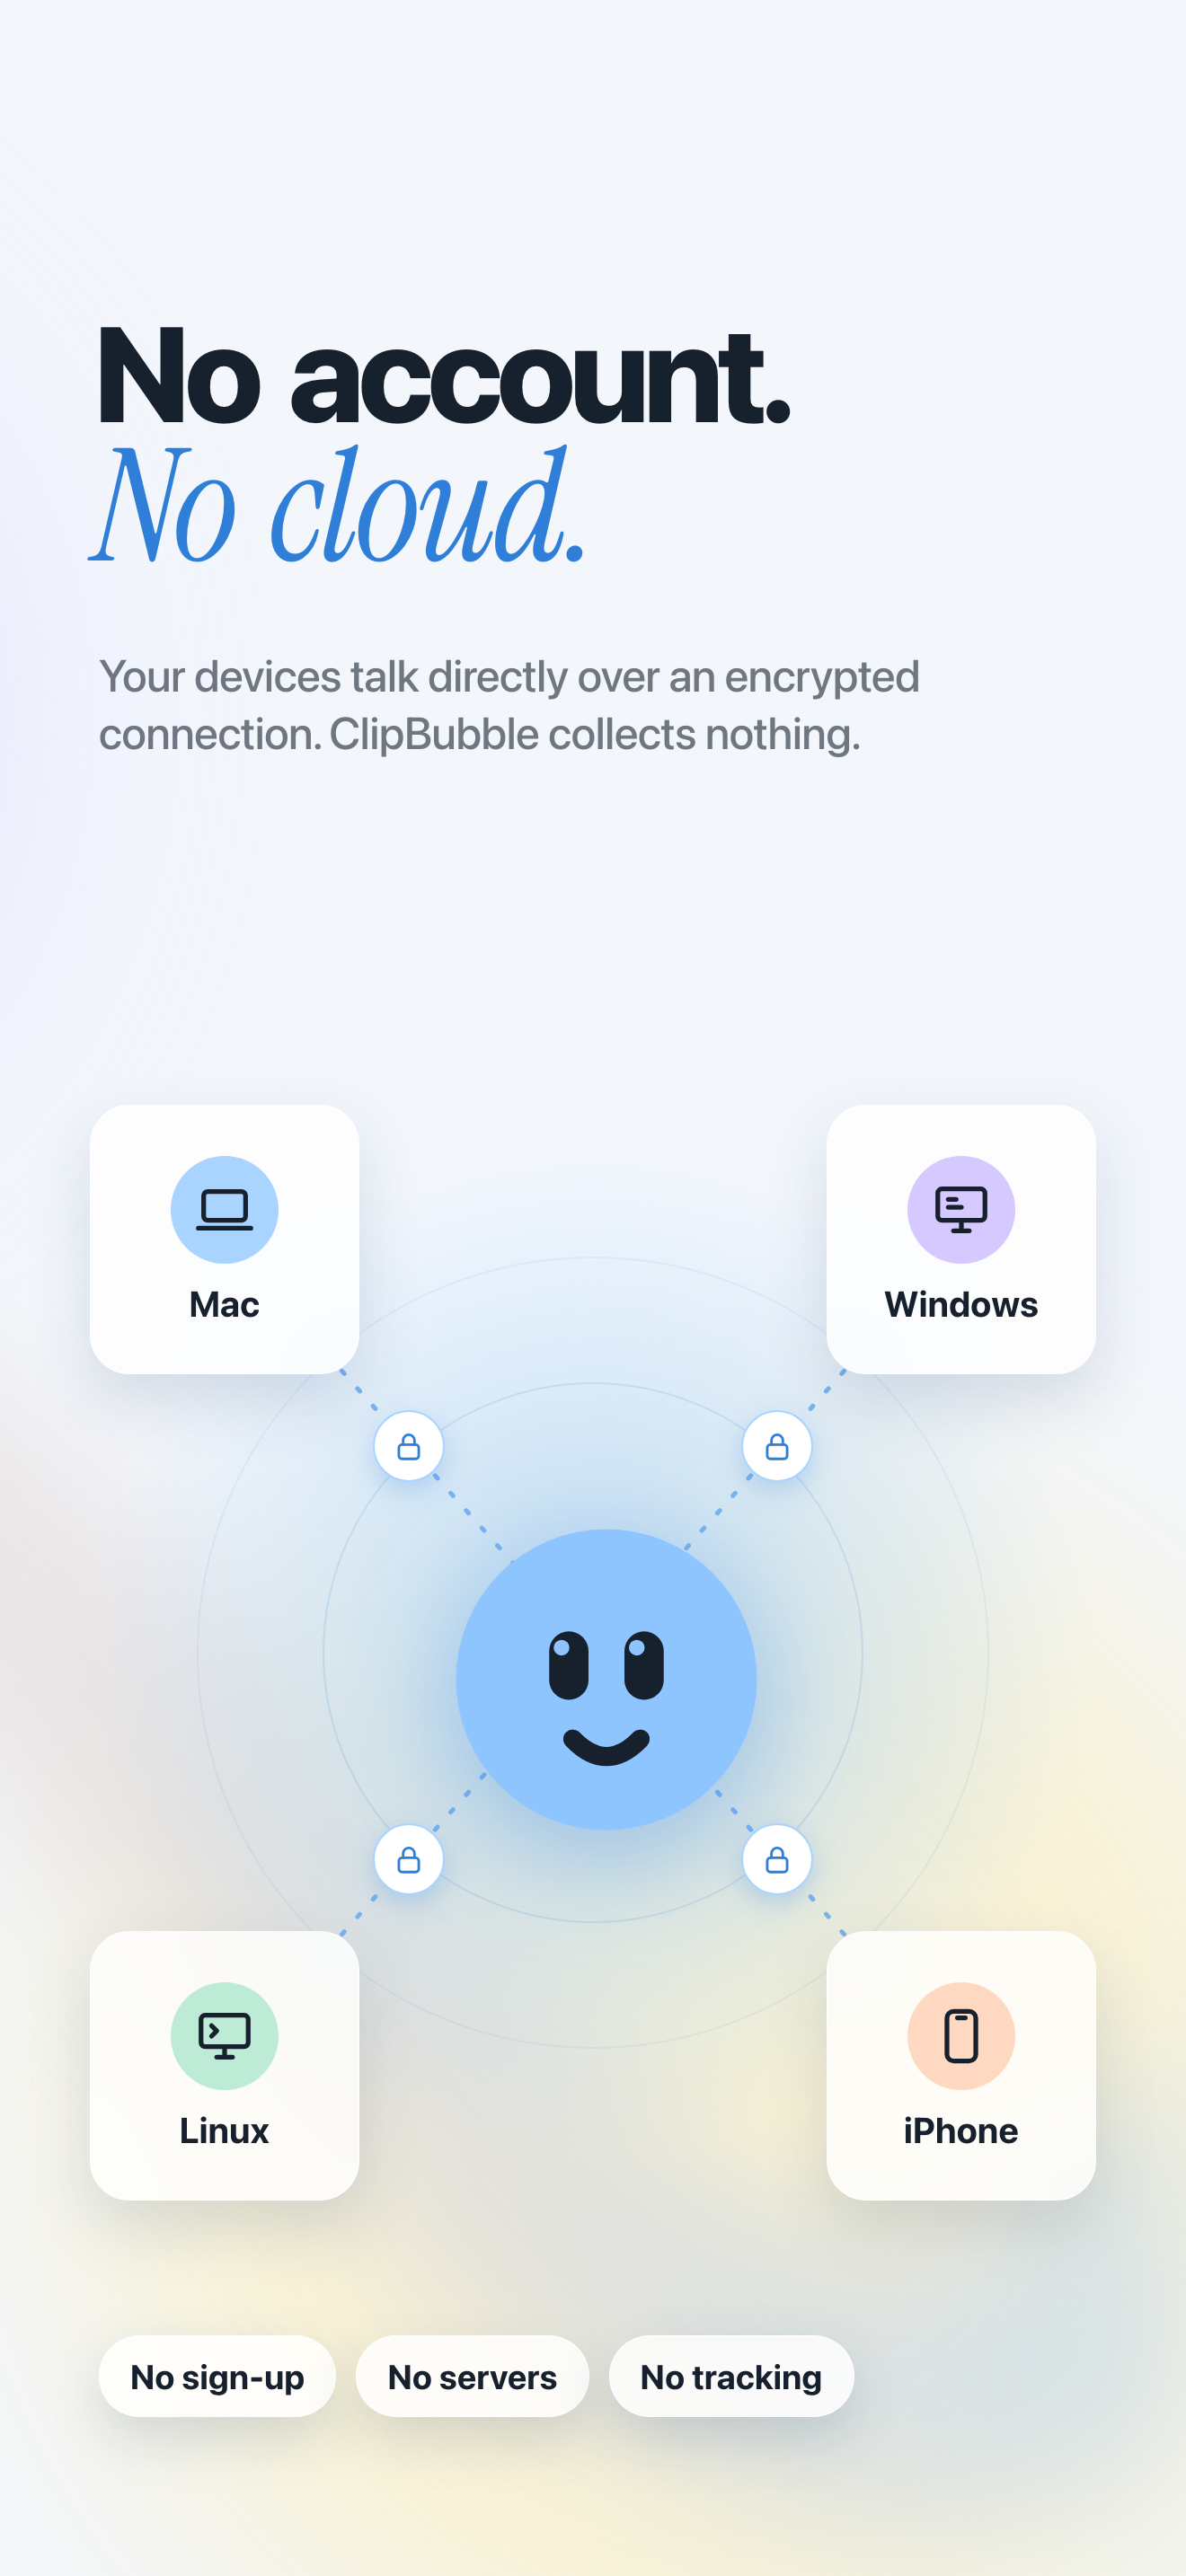 No account.
No cloud.
Your devices talk directly over an encrypted
connection. ClipBubble collects nothing.
Mac
Windows
Linux
iPhone
No sign-up
No servers
No tracking